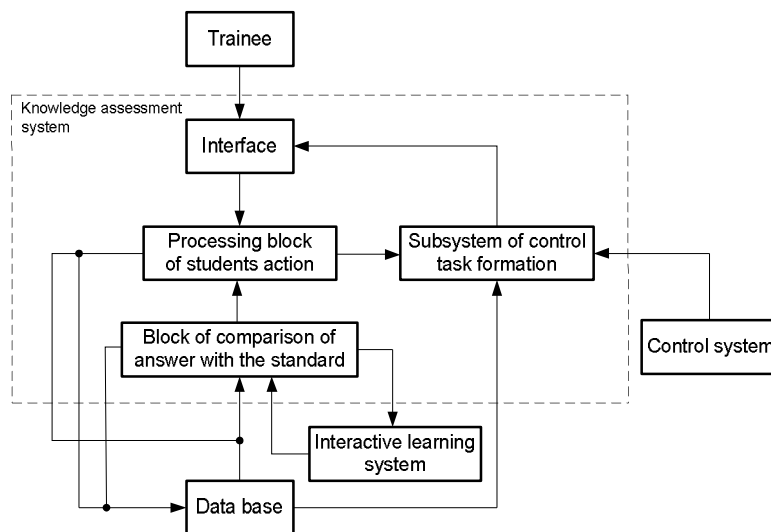 Trainee
Knowledge assessment
system
Interface
Processing block
of students action
Subsystem of control
task formation
Block of comparison of
answer with the standard
Control system
Interactive learning
system
Data base